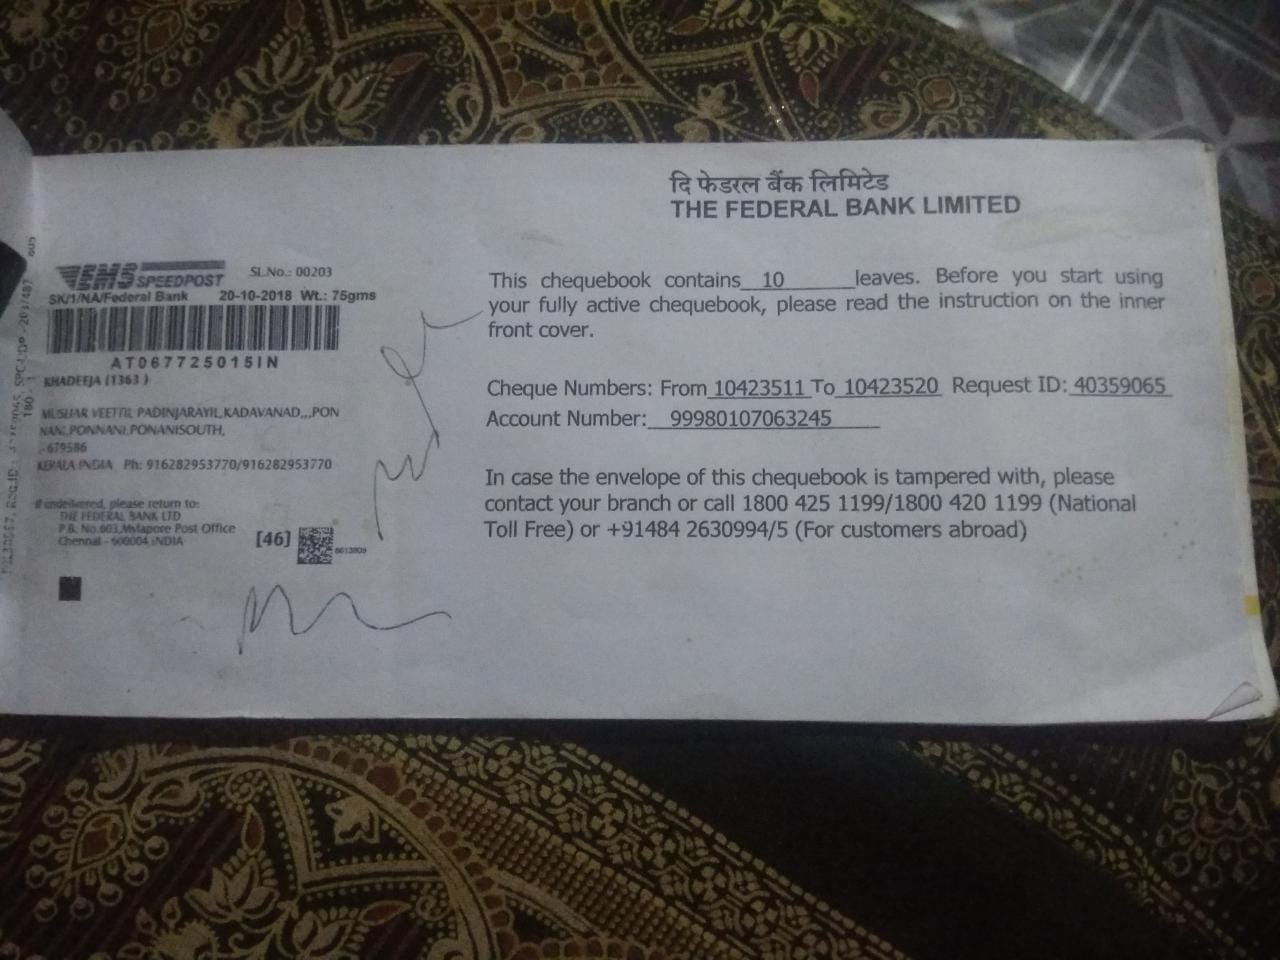 दि फेडरल बैंक लिमिटेड
THE FEDERAL BANK LIMITED
EMS SPEEDPOST
SL.No.: 00203
SK/1/NA/Federal Bank 20-10-2018 Wt.: 75gms
AT067725015IN
KHADEEJA (1363 )
MUSLIAR VEETTIL PADINJARAYIL,KADAVANAD,,,PON
NANI,PONNANI,PONANISOUTH,
- 679586
KERALA INDIA Ph: 916282953770/916282953770
If undelivered, please return to:
THE FEDERAL BANK LTD
P.B. No.603,Mylapore Post Office
Chennai - 600004 INDIA
[46]
This chequebook contains 10 leaves. Before you start using
your fully active chequebook, please read the instruction on the inner
front cover.
Cheque Numbers: From 10423511 To 10423520 Request ID: 40359065
Account Number: 99980107063245
In case the envelope of this chequebook is tampered with, please
contact your branch or call 1800 425 1199/1800 420 1199 (National
Toll Free) or +91484 2630994/5 (For customers abroad)